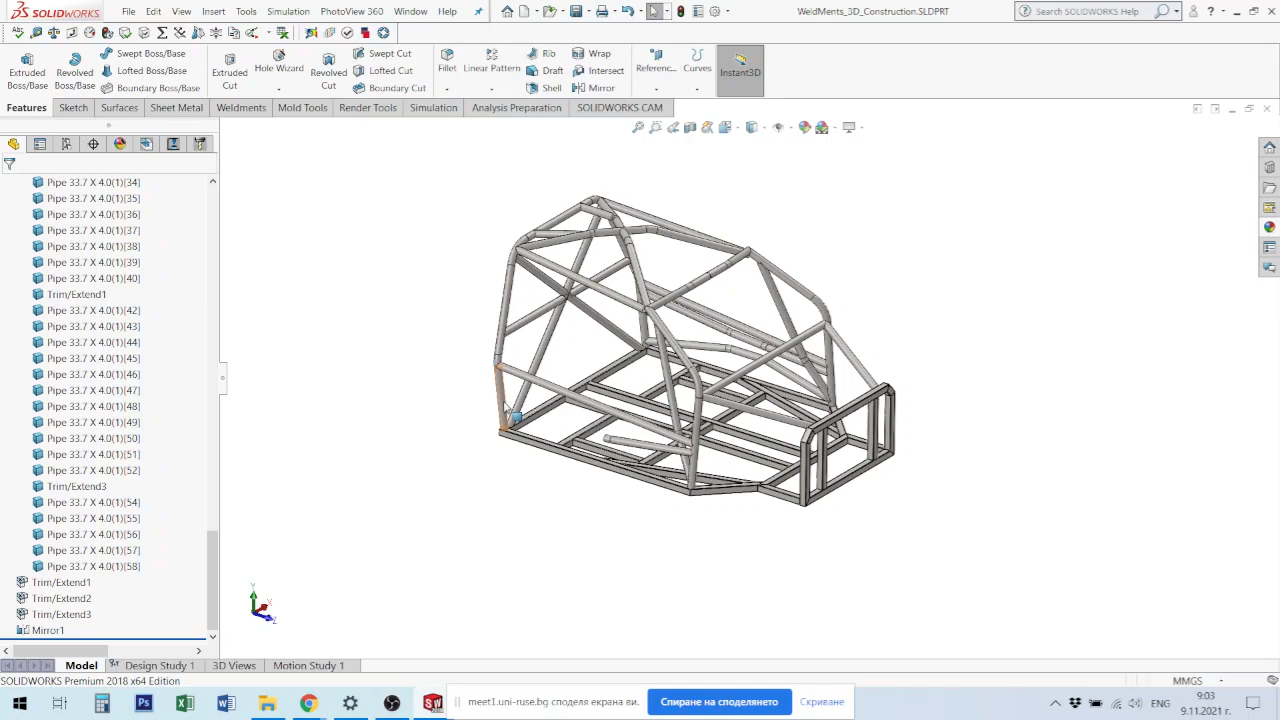 SOLIDWORKS File Edit View Insert Tools Simulation PhotoView 360 Window Help WeldMents_3D_Construction.SLDPRT Search SOLIDWORKS Help
Extruded Boss/Base
Revolved Boss/Base
Swept Boss/Base
Lofted Boss/Base
Boundary Boss/Base
Extruded Cut
Hole Wizard
Revolved Cut
Swept Cut
Lofted Cut
Boundary Cut
Fillet
Linear Pattern
Rib
Draft
Shell
Wrap
Intersect
Mirror
Referenc...
Curves
Instant3D
Features Sketch Surfaces Sheet Metal Weldments Mold Tools Render Tools Simulation Analysis Preparation SOLIDWORKS CAM
Pipe 33.7 X 4.0(1)[34]
Pipe 33.7 X 4.0(1)[35]
Pipe 33.7 X 4.0(1)[36]
Pipe 33.7 X 4.0(1)[37]
Pipe 33.7 X 4.0(1)[38]
Pipe 33.7 X 4.0(1)[39]
Pipe 33.7 X 4.0(1)[40]
Trim/Extend1
Pipe 33.7 X 4.0(1)[42]
Pipe 33.7 X 4.0(1)[43]
Pipe 33.7 X 4.0(1)[44]
Pipe 33.7 X 4.0(1)[45]
Pipe 33.7 X 4.0(1)[46]
Pipe 33.7 X 4.0(1)[47]
Pipe 33.7 X 4.0(1)[48]
Pipe 33.7 X 4.0(1)[49]
Pipe 33.7 X 4.0(1)[50]
Pipe 33.7 X 4.0(1)[51]
Pipe 33.7 X 4.0(1)[52]
Trim/Extend3
Pipe 33.7 X 4.0(1)[54]
Pipe 33.7 X 4.0(1)[55]
Pipe 33.7 X 4.0(1)[56]
Pipe 33.7 X 4.0(1)[57]
Pipe 33.7 X 4.0(1)[58]
Trim/Extend1
Trim/Extend2
Trim/Extend3
Mirror1
Y
X
Z
Model Design Study 1 3D Views Motion Study 1
SOLIDWORKS Premium 2018 x64 Edition MMGS
meet1.uni-ruse.bg споделя екрана ви. Спиране на споделянето Скриване
ENG 9:03
9.11.2021 г.